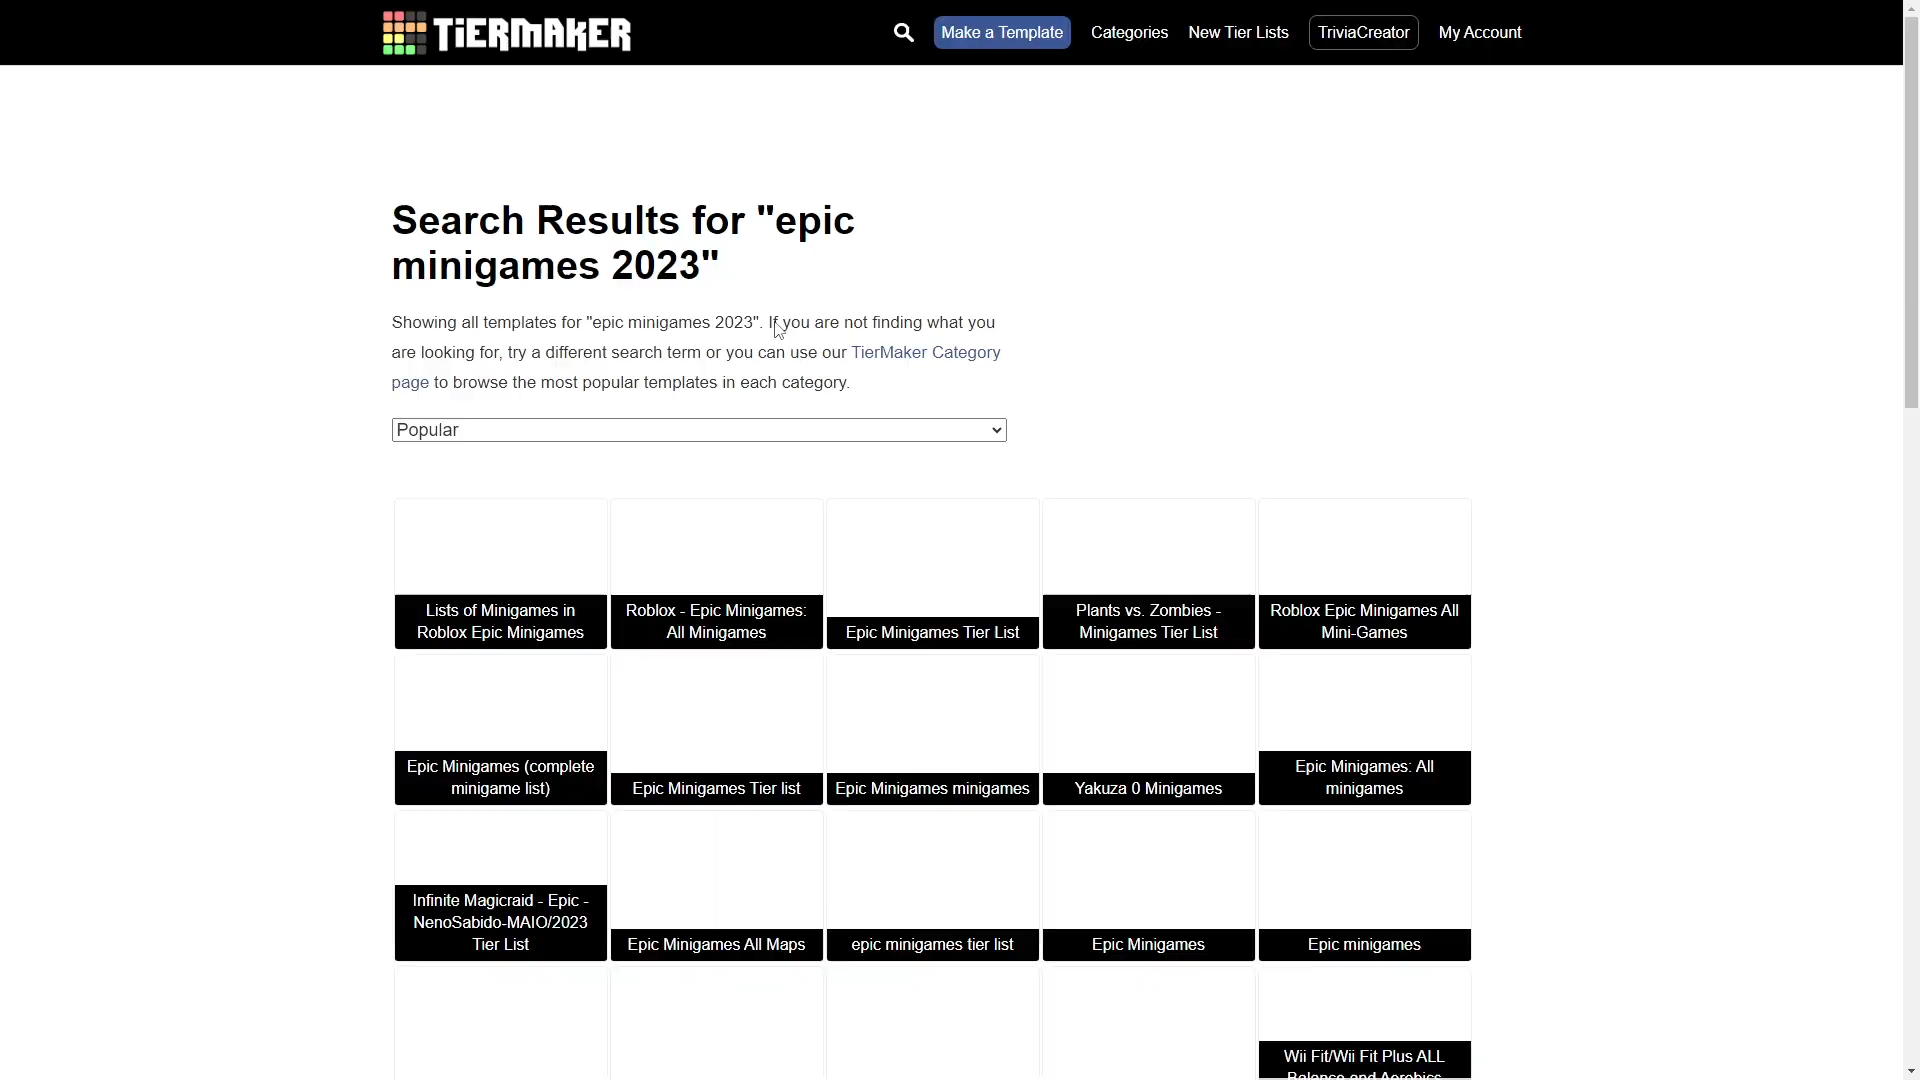 TiERMAKER
Make a Template
Categories
New Tier Lists
TriviaCreator
My Account
Search Results for "epic
minigames 2023"
Showing all templates for "epic minigames 2023". If you are not finding what you
are looking for, try a different search term or you can use our TierMaker Category
page to browse the most popular templates in each category.
Popular
Lists of Minigames in
Roblox Epic Minigames
Roblox - Epic Minigames:
All Minigames
Epic Minigames Tier List
Plants vs. Zombies -
Minigames Tier List
Roblox Epic Minigames All
Mini-Games
Epic Minigames (complete
minigame list)
Epic Minigames Tier list
Epic Minigames minigames
Yakuza 0 Minigames
Epic Minigames: All
minigames
Infinite Magicraid - Epic -
NenoSabido-MAIO/2023
Tier List
Epic Minigames All Maps
epic minigames tier list
Epic Minigames
Epic minigames
Wii Fit/Wii Fit Plus ALL
Balance and Aerobics